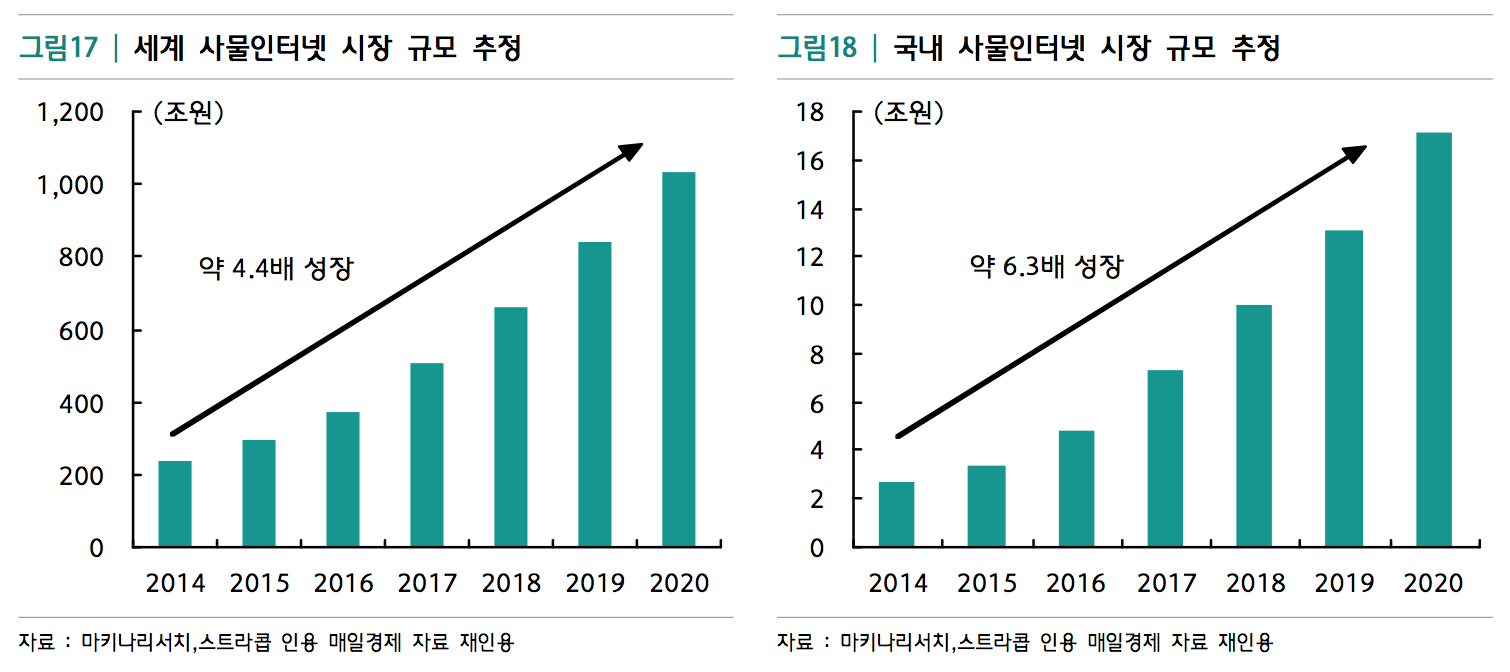 그림17 | 세계 사물인터넷 시장 규모 추정
1,200
(조원)
1,000
800
600
400
200
0
약 4.4배 성장
2014 2015 2016 2017 2018 2019 2020
자료 : 마키나리서치,스트라콥 인용 매일경제 자료 재인용
그림18 | 국내 사물인터넷 시장 규모 추정
18
(조원)
16
14
12
10
8
6
4
2
0
약 6.3배 성장
2014 2015 2016 2017 2018 2019 2020
자료 : 마키나리서치,스트라콥 인용 매일경제 자료 재인용